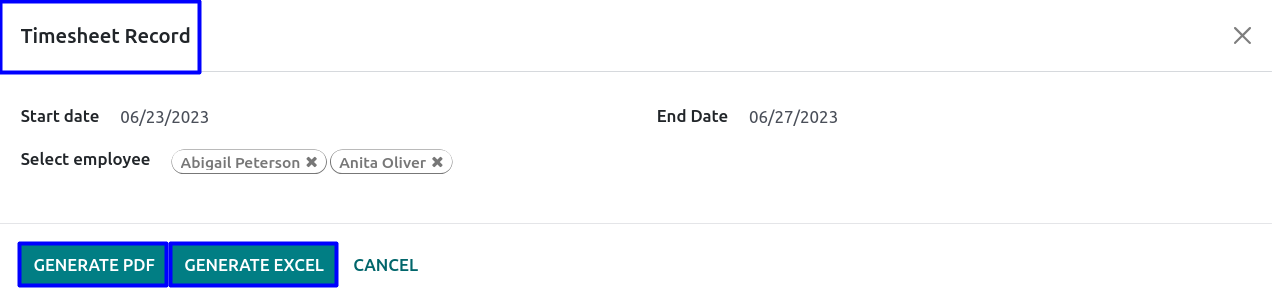 Timesheet Record
Start date 06/23/2023 End Date 06/27/2023
Select employee Abigail Peterson ✖ Anita Oliver ✖
GENERATE PDF GENERATE EXCEL CANCEL